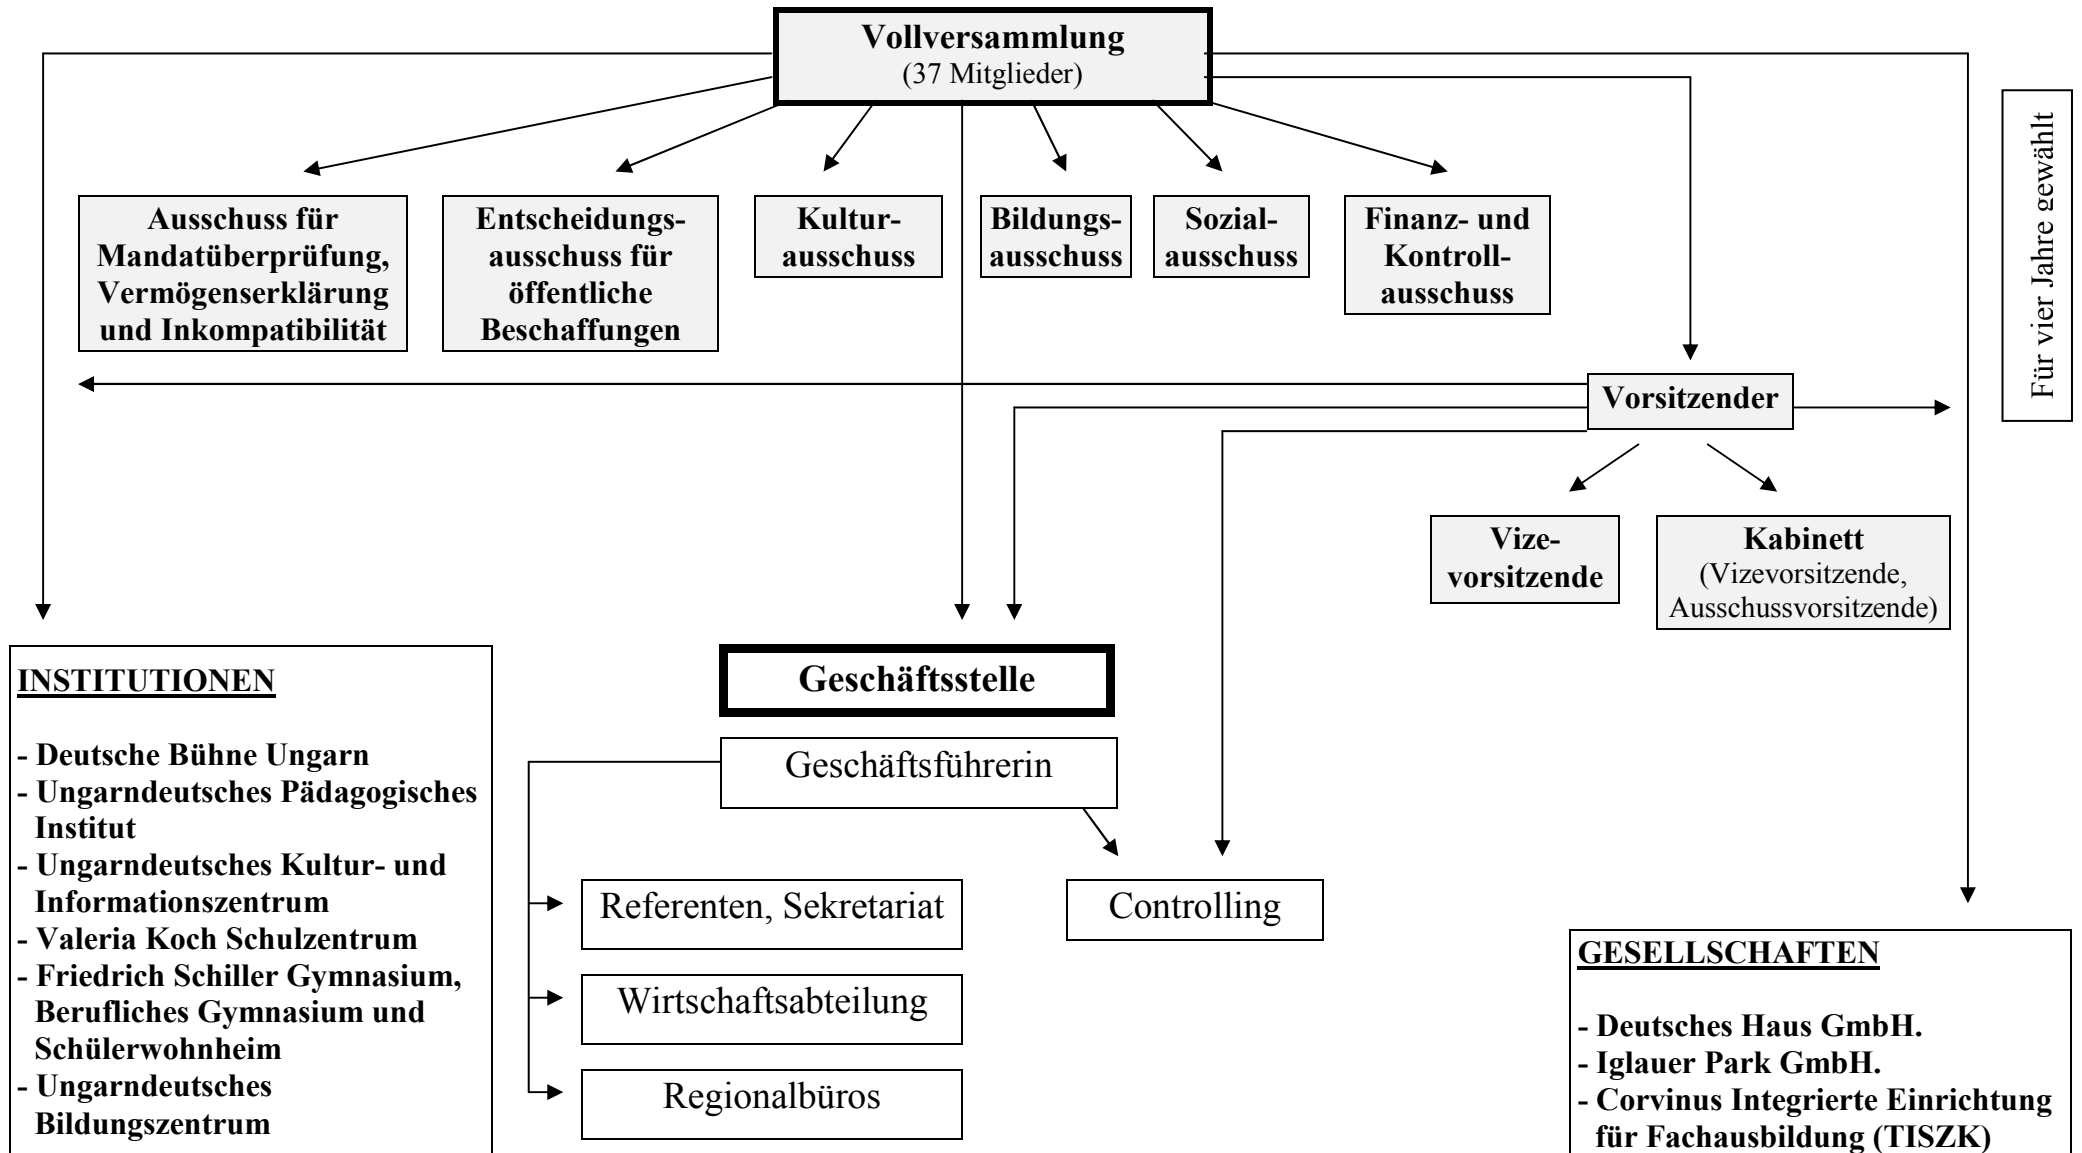 Vollversammlung
(37 Mitglieder)
Für vier Jahre gewählt
Ausschuss für
Mandatüberprüfung,
Vermögenserklärung
und Inkompatibilität
Entscheidungs-
ausschuss für
öffentliche
Beschaffungen
Kultur-
ausschuss
Bildungs-
ausschuss
Sozial-
ausschuss
Finanz- und
Kontroll-
ausschuss
Vorsitzender
Vize-
vorsitzende
Kabinett
(Vizevorsitzende,
Ausschussvorsitzende)
INSTITUTIONEN
- Deutsche Bühne Ungarn
- Ungarndeutsches Pädagogisches
Institut
- Ungarndeutsches Kultur- und
Informationszentrum
- Valeria Koch Schulzentrum
- Friedrich Schiller Gymnasium,
Berufliches Gymnasium und
Schülerwohnheim
- Ungarndeutsches
Bildungszentrum
Geschäftsstelle
Geschäftsführerin
Referenten, Sekretariat
Controlling
Wirtschaftsabteilung
Regionalbüros
GESELLSCHAFTEN
- Deutsches Haus GmbH.
- Iglauer Park GmbH.
- Corvinus Integrierte Einrichtung
für Fachausbildung (TISZK)